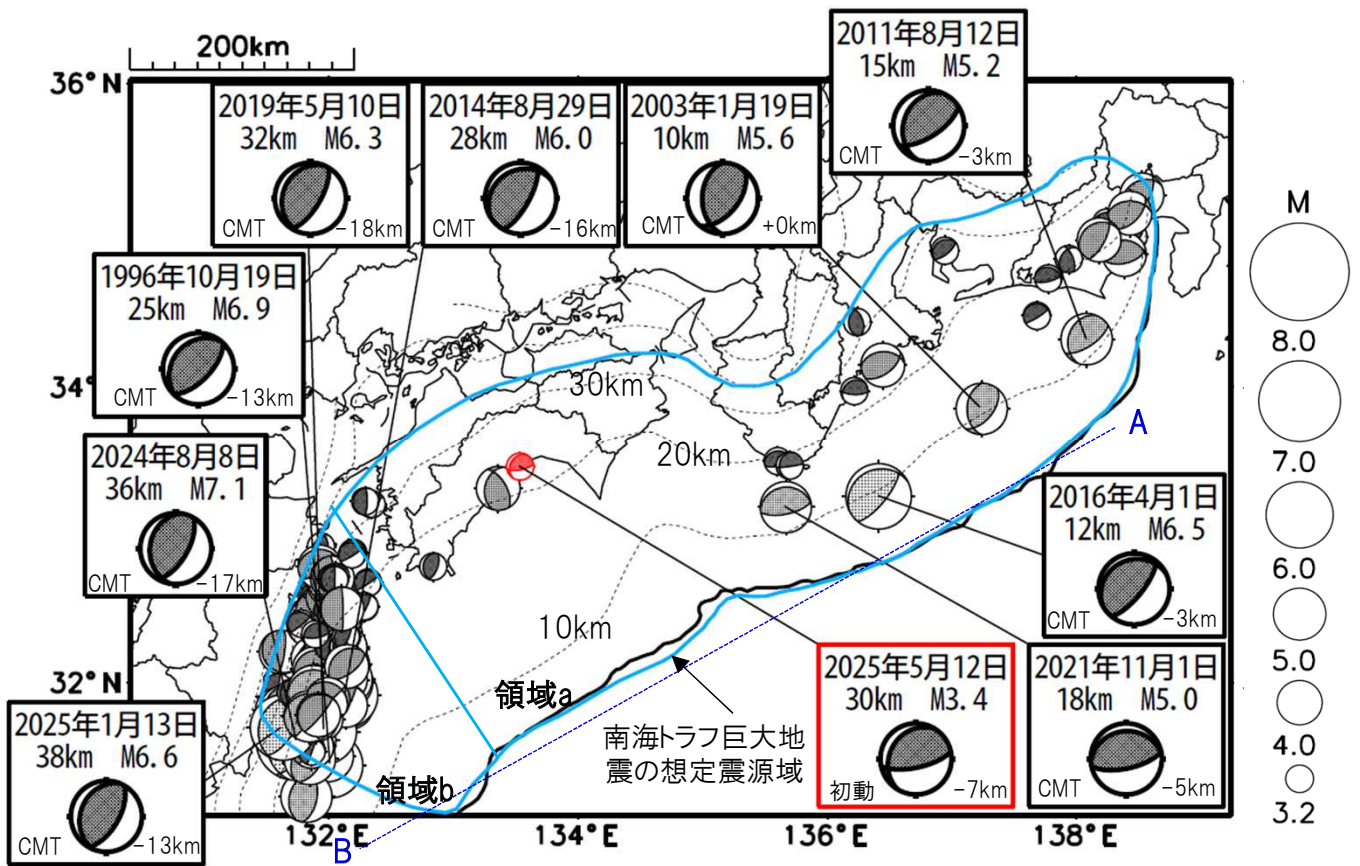 200km
36°N
34°
32°N
132°E
134°E
136°E
138°E
2011年8月12日
15km M5.2
CMT
-3km
2019年5月10日
32km M6.3
CMT
-18km
2014年8月29日
28km M6.0
CMT
-16km
2003年1月19日
10km M5.6
CMT
+0km
1996年10月19日
25km M6.9
CMT
-13km
2024年8月8日
36km M7.1
CMT
-17km
2025年1月13日
38km M6.6
CMT
-13km
2016年4月1日
12km M6.5
CMT
-3km
2025年5月12日
30km M3.4
初動
-7km
2021年11月1日
18km M5.0
CMT
-5km
30km
20km
10km
A
B
領域a
領域b
南海トラフ巨大地
震の想定震源域
M
8.0
7.0
6.0
5.0
4.0
3.2